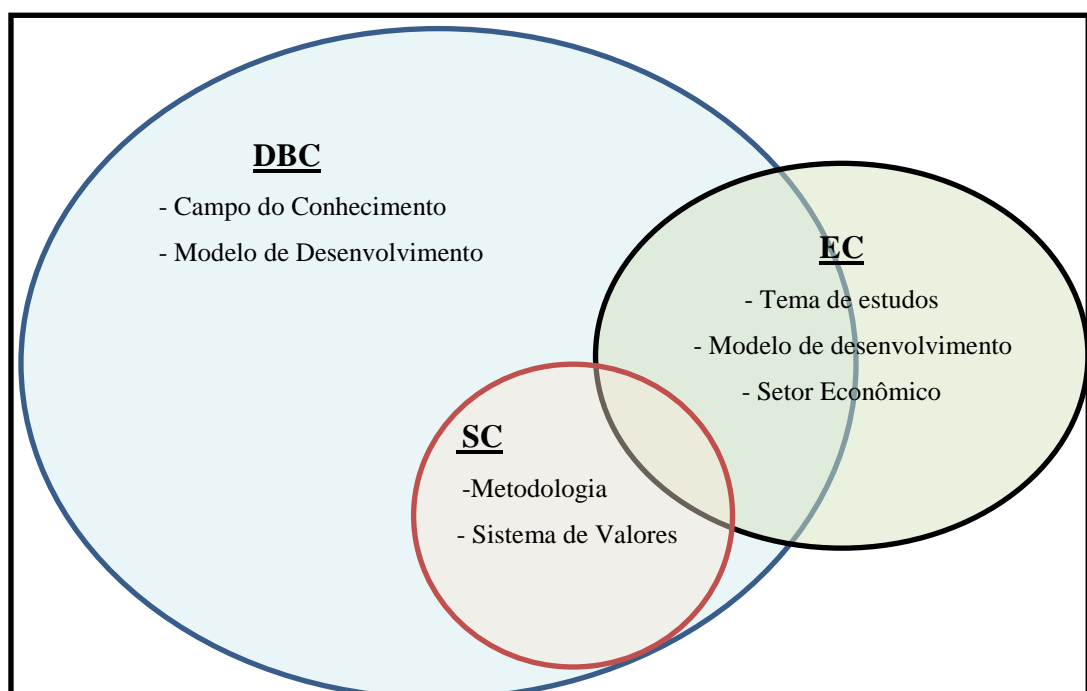 DBC
- Campo do Conhecimento
- Modelo de Desenvolvimento
EC
- Tema de estudos
- Modelo de desenvolvimento
- Setor Econômico
SC
-Metodologia
- Sistema de Valores